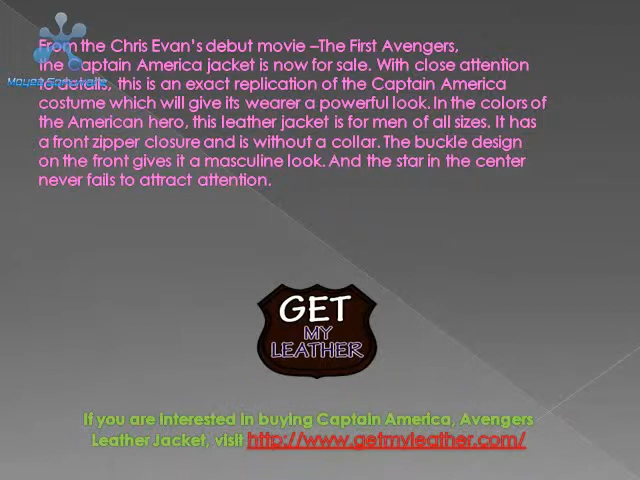 From the Chris Evan's debut movie –The First Avengers,
the Captain America jacket is now for sale. With close attention
to details, this is an exact replication of the Captain America
costume which will give its wearer a powerful look. In the colors of
the American hero, this leather jacket is for men of all sizes. It has
a front zipper closure and is without a collar. The buckle design
on the front gives it a masculine look. And the star in the center
never fails to attract attention.
GET
MY
LEATHER
If you are interested in buying Captain America, Avengers
Leather Jacket, visit http://www.getmyleather.com/